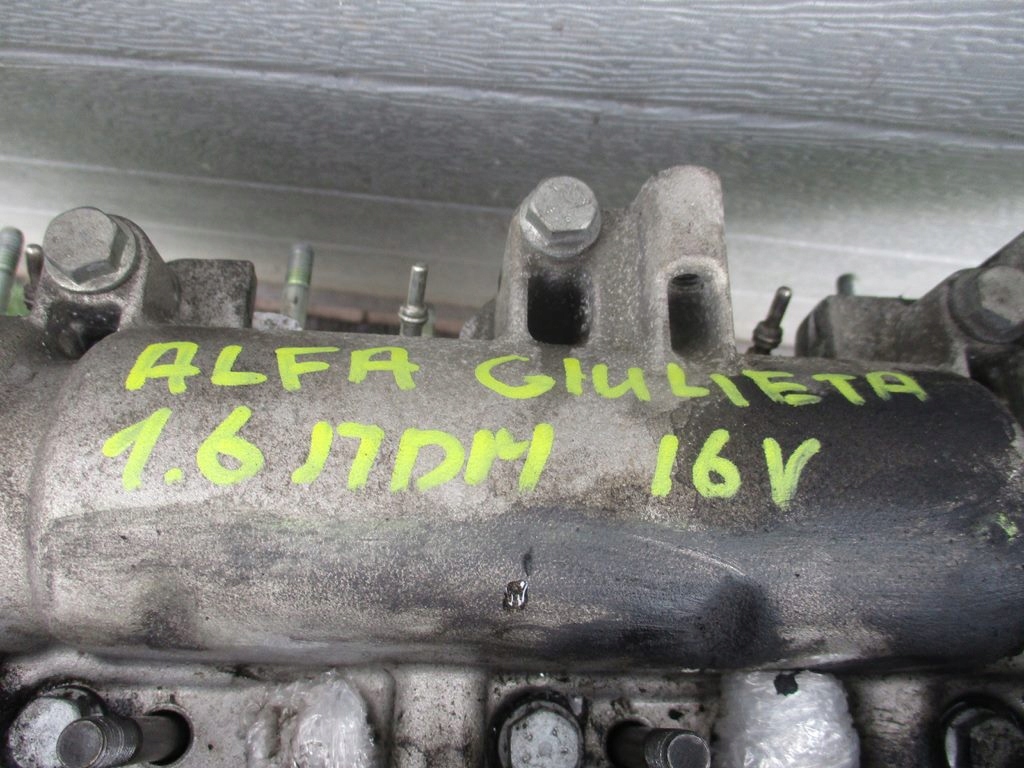 ALFA GIULIETA
1.6 JTDM 16V